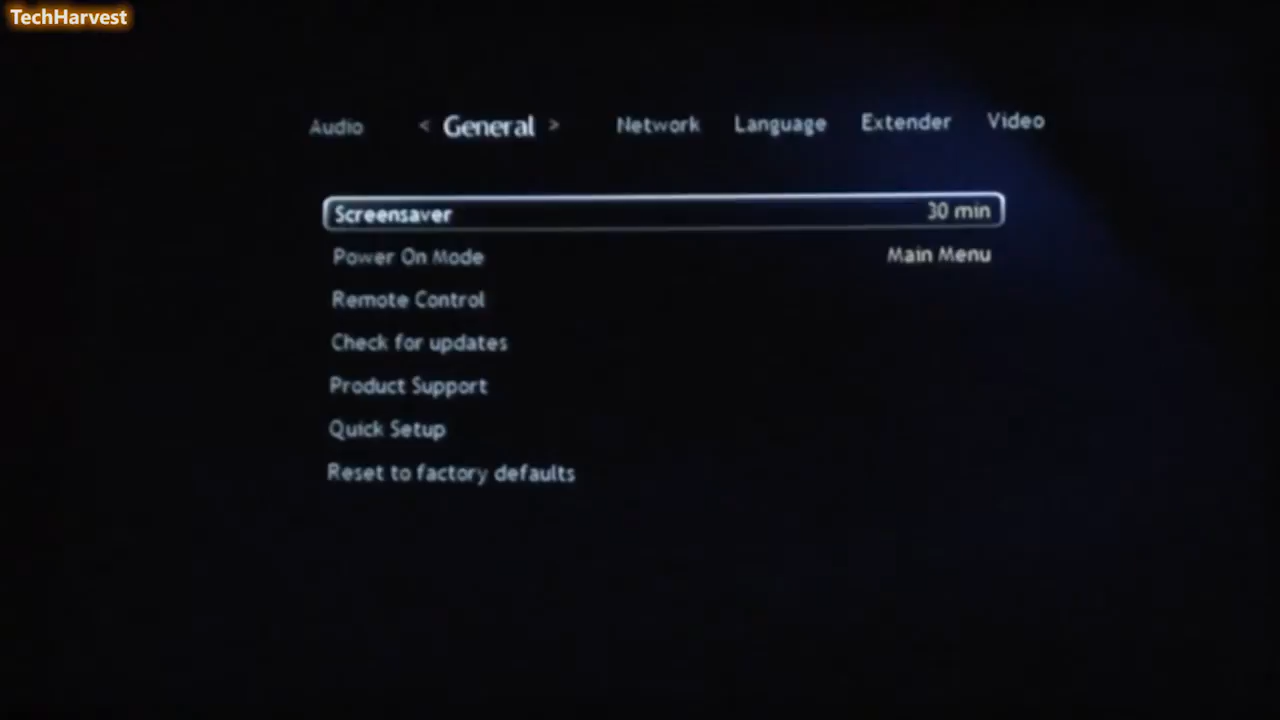 TechHarvest
Audio < General > Network Language Extender Video
Screensaver 30 min
Power On Mode Main Menu
Remote Control
Check for updates
Product Support
Quick Setup
Reset to factory defaults